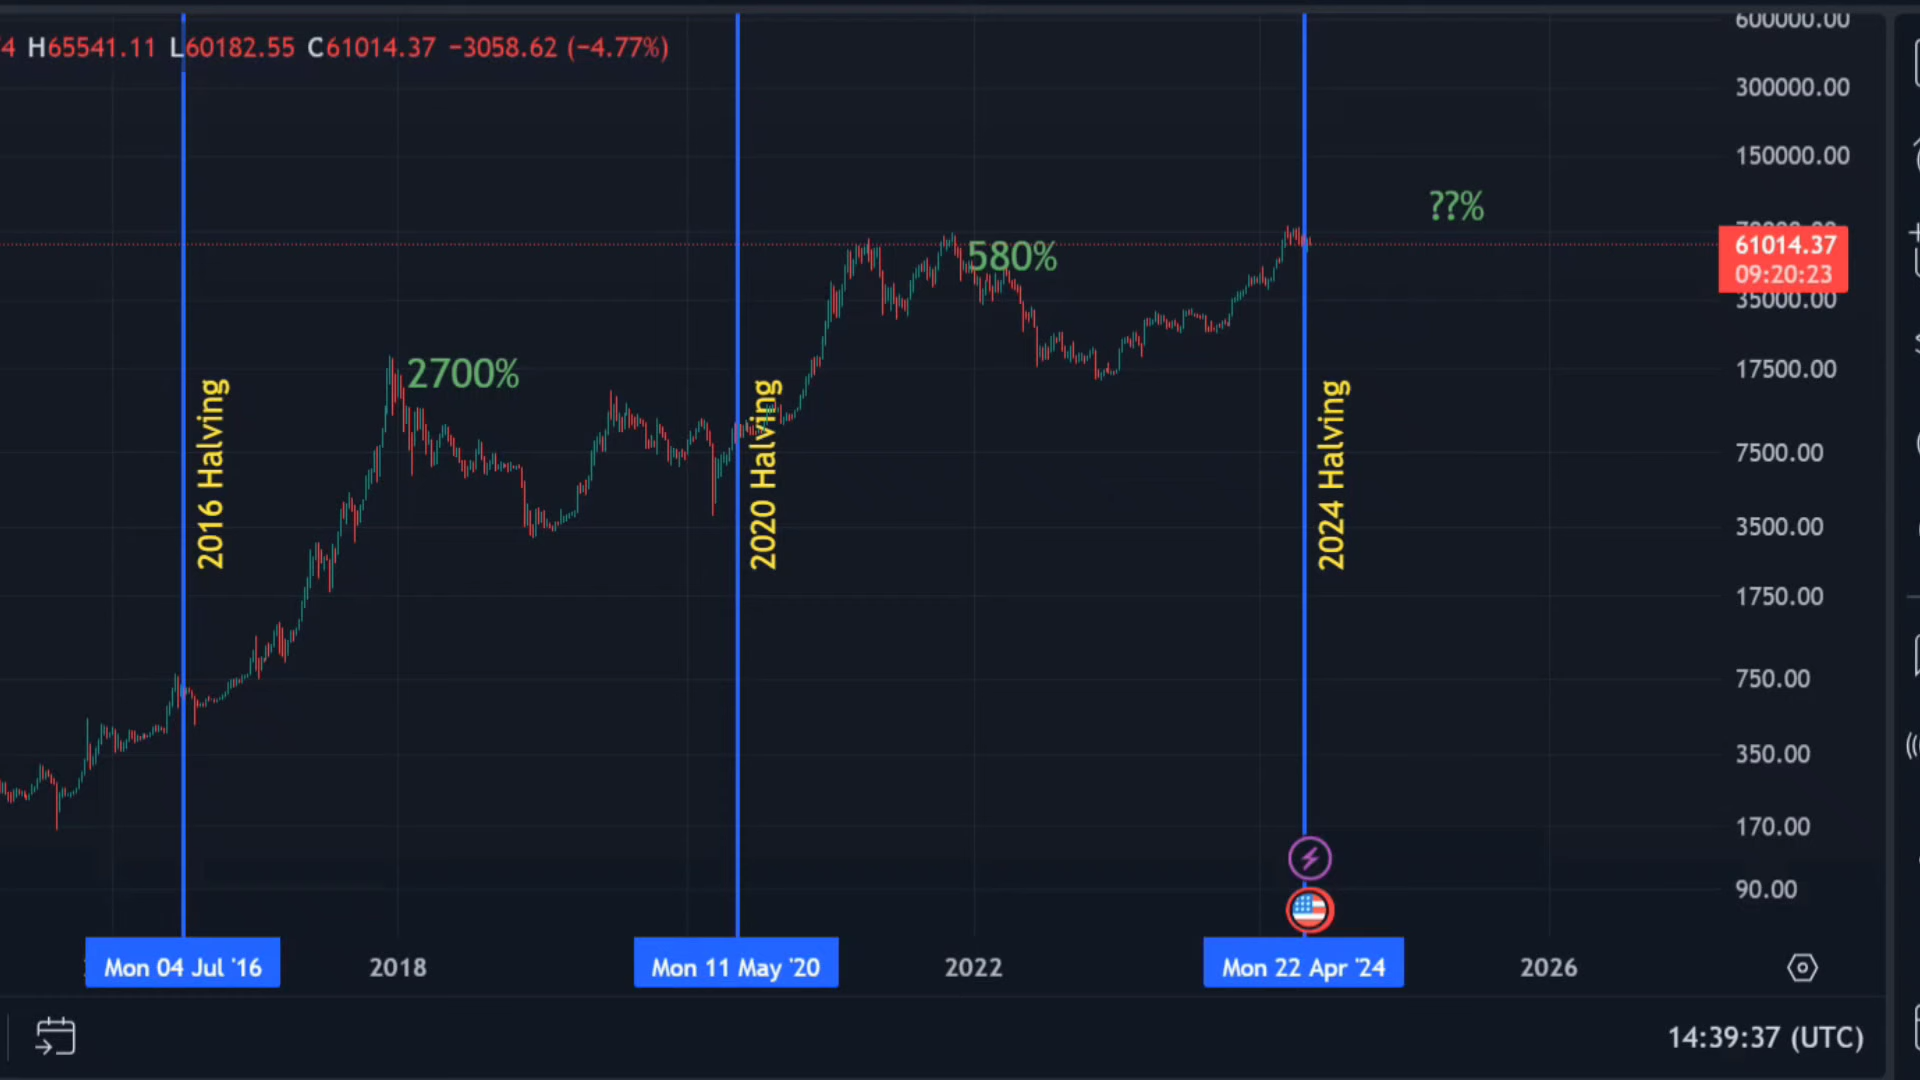 4 H65541.11 L60182.55 C61014.37 −3058.62 (−4.77%)
600000.00
300000.00
150000.00
61014.37
09:20:23
35000.00
17500.00
7500.00
3500.00
1750.00
750.00
350.00
170.00
90.00
??%
580%
2700%
2016 Halving
2020 Halving
2024 Halving
Mon 04 Jul '16
2018
Mon 11 May '20
2022
Mon 22 Apr '24
2026
14:39:37 (UTC)